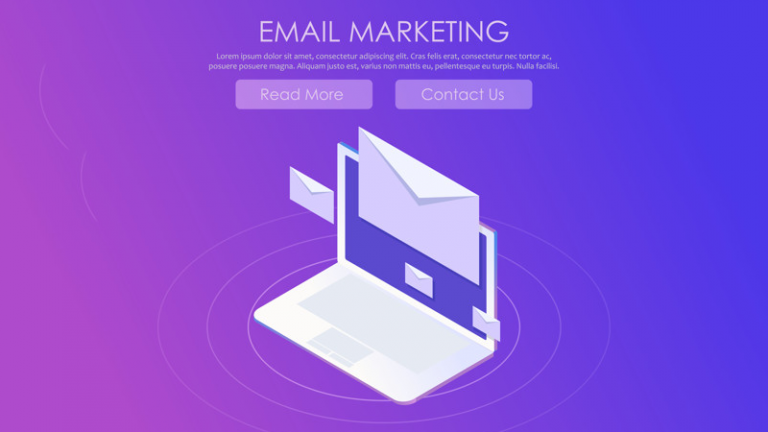 EMAIL MARKETING
Lorem ipsum dolor sit amet, consectetur adipiscing elit. Cras felis erat, consectetur nec tortor ac,
posuere posuere magna. Aliquam justo est, varius non mattis eu, pellentesque eu turpis. Nulla facilisi.
Read More
Contact Us